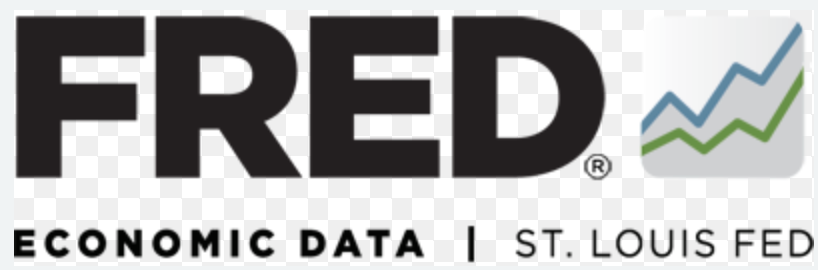 FRED®
ECONOMIC DATA | ST. LOUIS FED